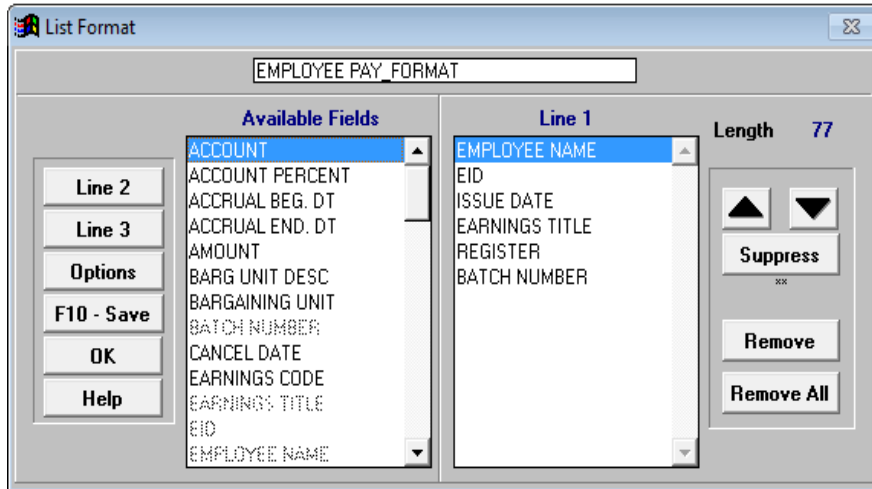 List Format
EMPLOYEE PAY_FORMAT
Available Fields
ACCOUNT
ACCOUNT PERCENT
ACCRUAL BEG. DT
ACCRUAL END. DT
AMOUNT
BARG UNIT DESC
BARGAINING UNIT
BATCH NUMBER
CANCEL DATE
EARNINGS CODE
EARNINGS TITLE
EID
EMPLOYEE NAME
Line 1
EMPLOYEE NAME
EID
ISSUE DATE
EARNINGS TITLE
REGISTER
BATCH NUMBER
Length 77
Line 2
Line 3
Options
F10 - Save
OK
Help
Suppress
**
Remove
Remove All